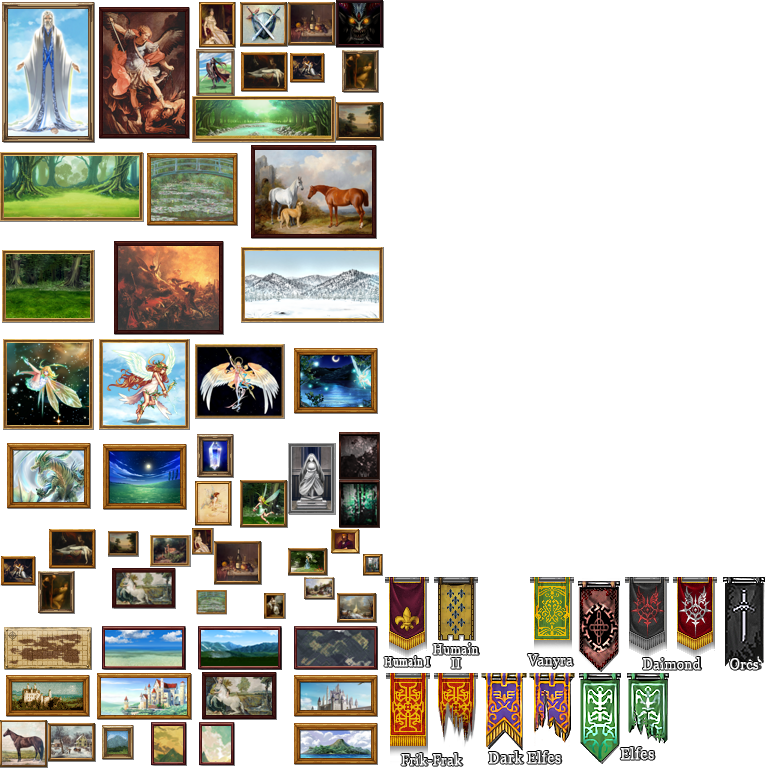 Humain I
Humain
II
Vanyra
Daimond
Orcs
Frik-Frak
Dark Elfes
Elfes